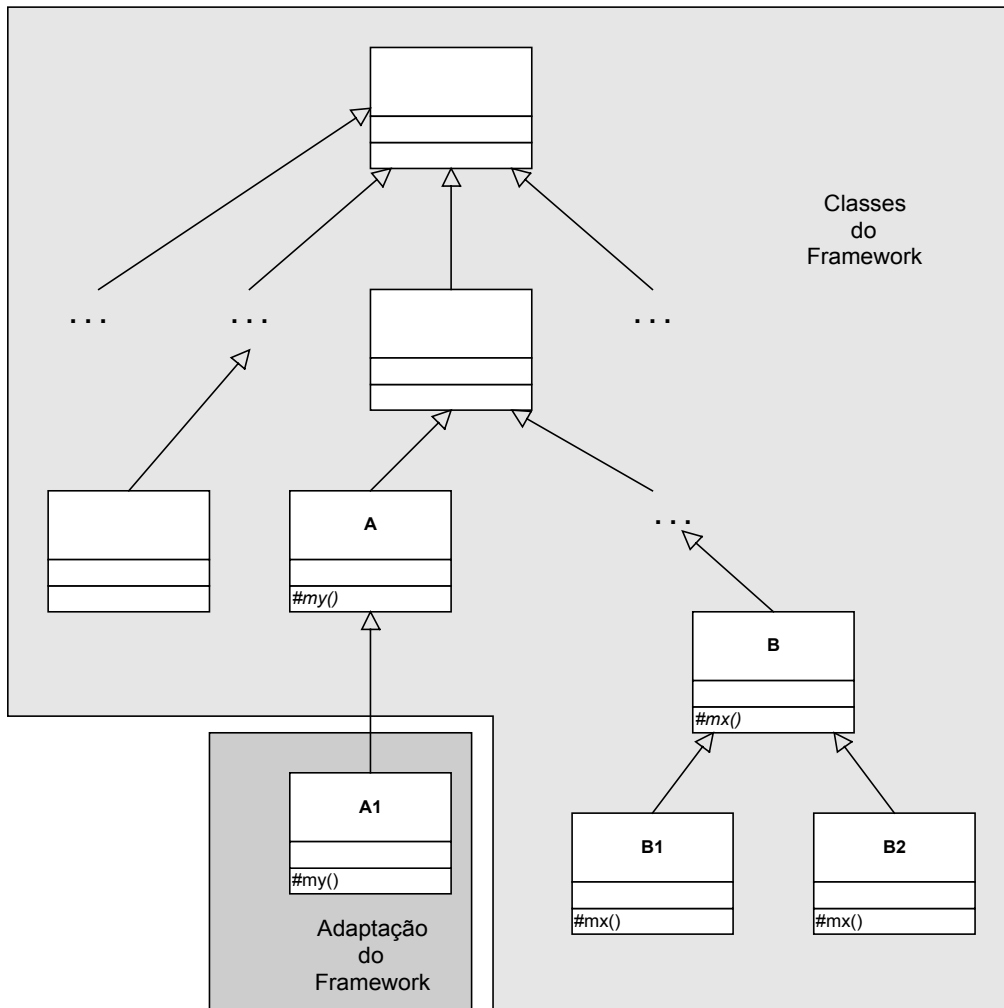 Classes
do
Framework
. . .
. . .
. . .
A
#my()
. . .
B
#mx()
A1
#my()
B1
#mx()
B2
#mx()
Adaptação
do
Framework